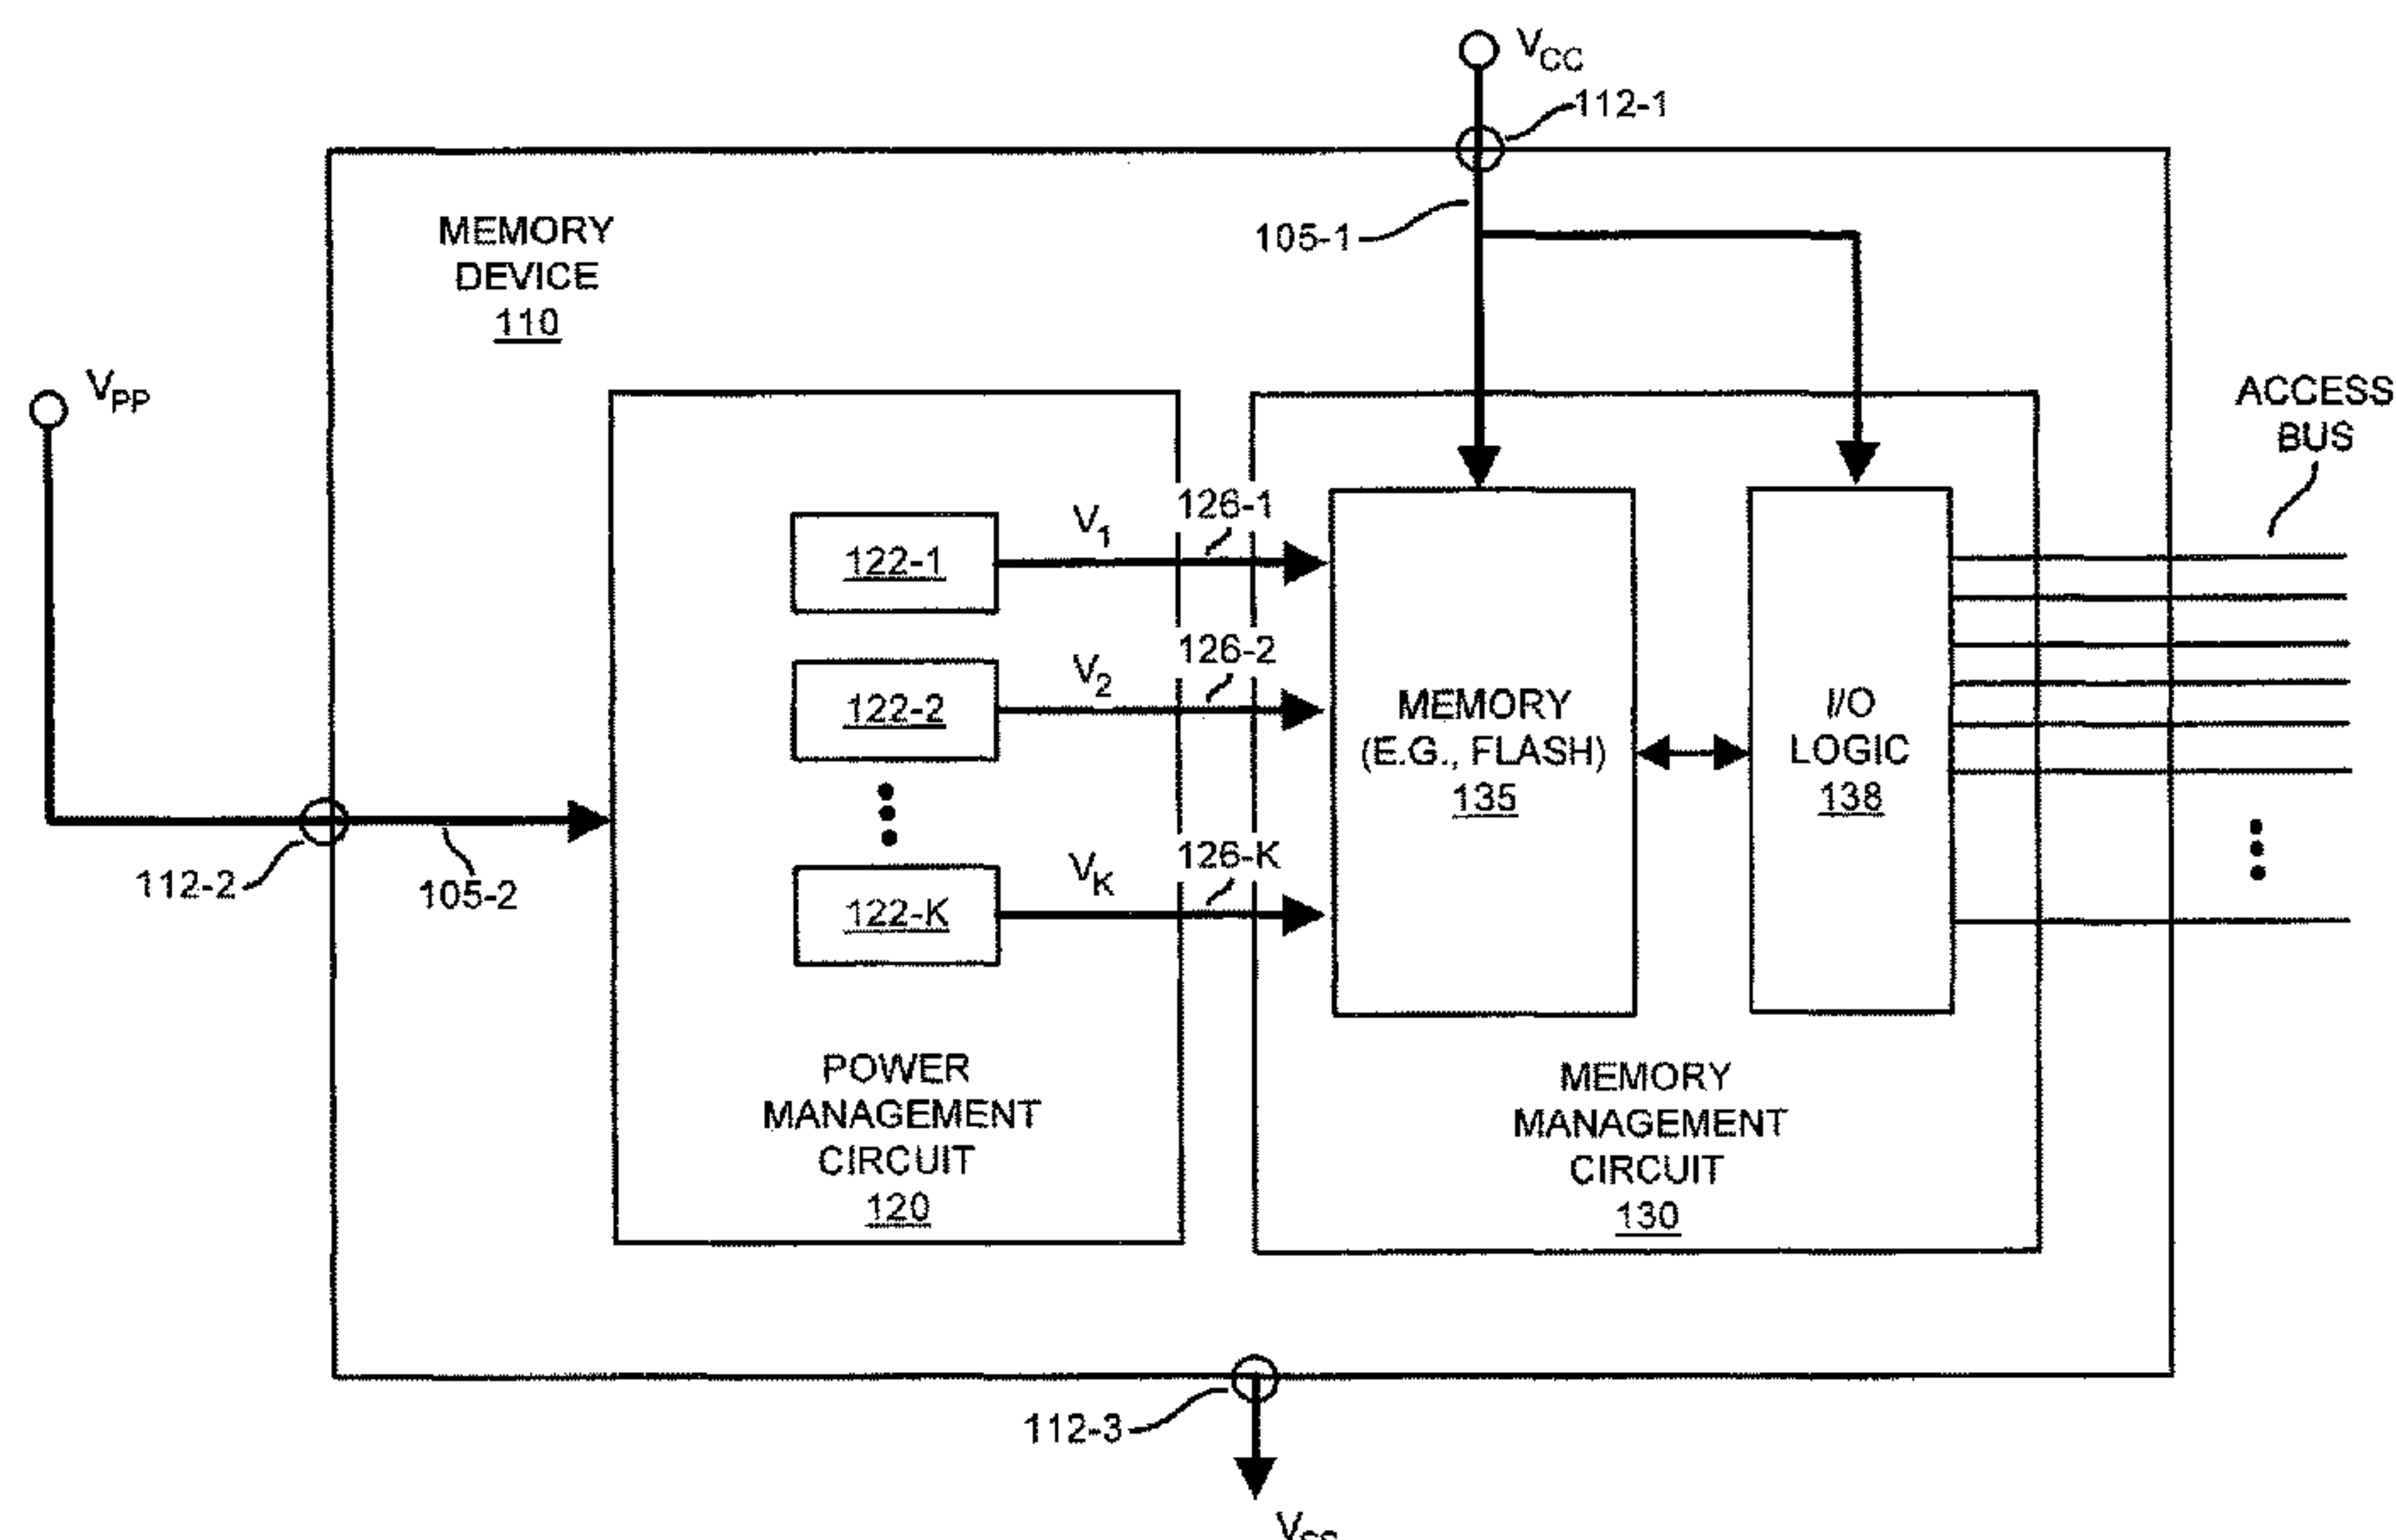 VCC
112-1
105-1
MEMORY
DEVICE
110
VPP
ACCESS
BUS
V1
126-1
122-1
V2
126-2
122-2
VK
126-K
122-K
MEMORY
(E.G., FLASH)
135
I/O
LOGIC
138
112-2
105-2
POWER
MANAGEMENT
CIRCUIT
120
MEMORY
MANAGEMENT
CIRCUIT
130
112-3
VSS